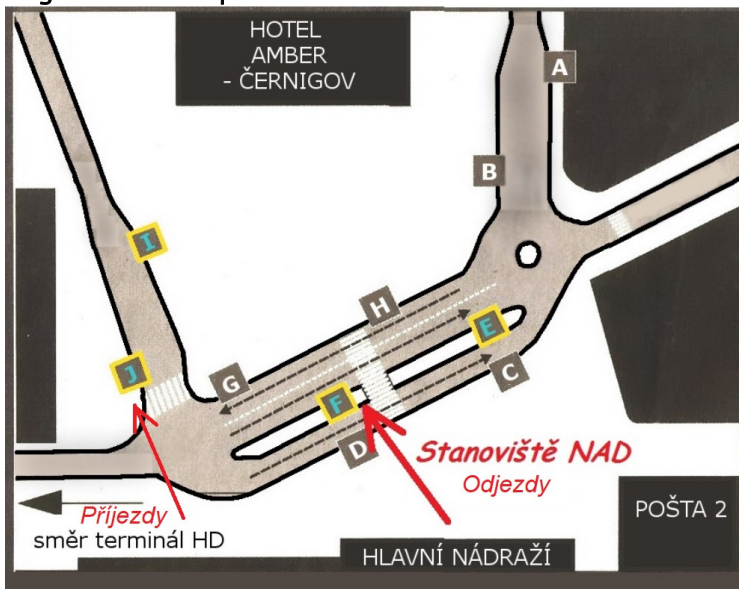 HOTEL
AMBER
- ČERNIGOV
A
B
I
H
E
J
G
C
F
D
Stanoviště NAD
Odjezdy
Příjezdy
směr terminál HD
POŠTA 2
HLAVNÍ NÁDRAŽÍ